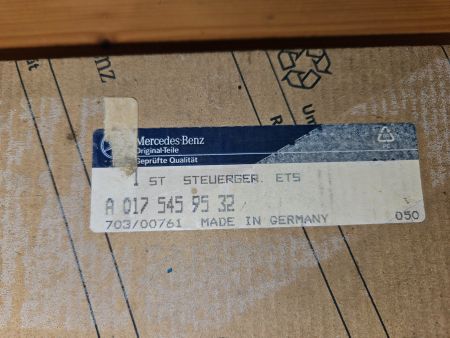 Mercedes-Benz
Original-Teile
Geprüfte Qualität
1 ST STEUERGER. ETS
A 017 545 95 32
703/00761 MADE IN GERMANY 050